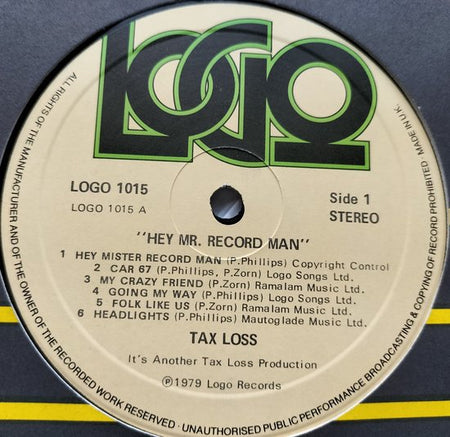 LOGO
LOGO 1015
LOGO 1015 A
Side 1
STEREO
"HEY MR. RECORD MAN"
1 HEY MISTER RECORD MAN (P.Phillips) Copyright Control
2 CAR 67 (P.Phillips, P.Zorn) Logo Songs Ltd.
3 MY CRAZY FRIEND (P.Zorn) Ramalam Music Ltd.
4 GOING MY WAY (P.Phillips) Logo Songs Ltd.
5 FOLK LIKE US (P.Zorn) Ramalam Music Ltd.
6 HEADLIGHTS (P.Phillips) Mautoglade Music Ltd.
TAX LOSS
It's Another Tax Loss Production
℗1979 Logo Records
ALL RIGHTS OF THE MANUFACTURER AND OF THE OWNER OF THE RECORDED WORK RESERVED · UNAUTHORISED PUBLIC PERFORMANCE BROADCASTING & COPYING OF RECORD PROHIBITED · MADE IN U.K.